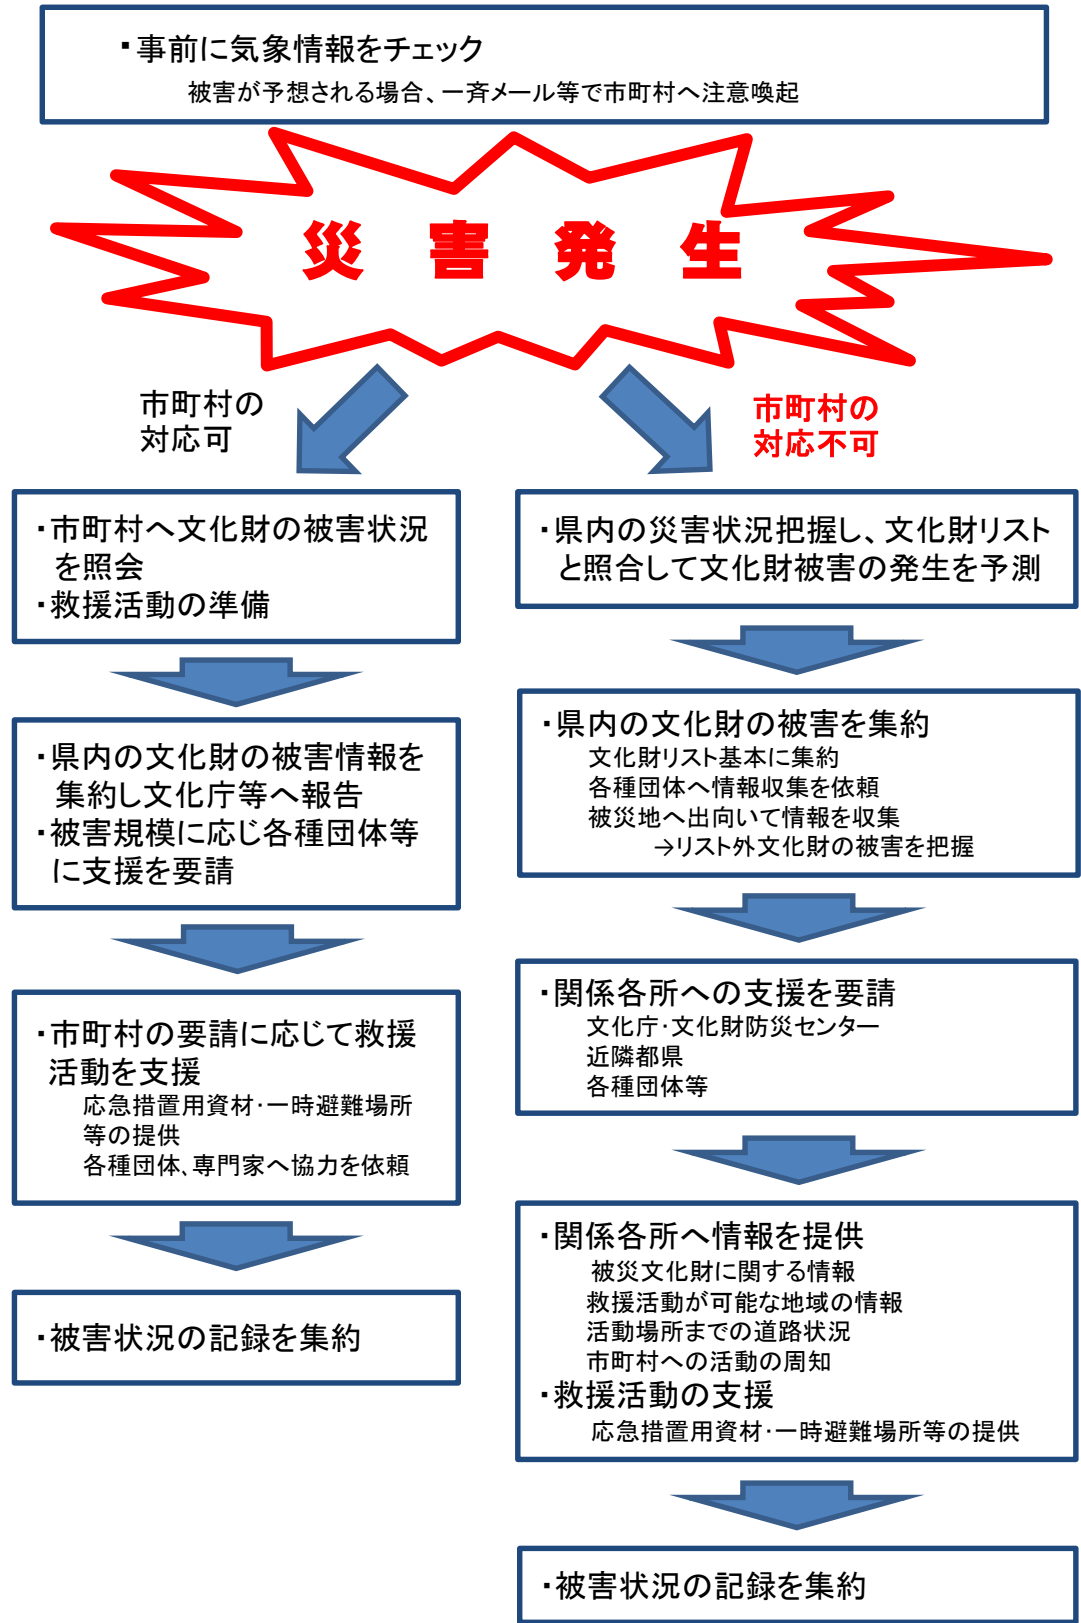 ・事前に気象情報をチェック
被害が予想される場合、一斉メール等で市町村へ注意喚起
災害発生
市町村の
対応可
・市町村へ文化財の被害状況
を照会
・救援活動の準備
・県内の文化財の被害情報を
集約し文化庁等へ報告
・被害規模に応じ各種団体等
に支援を要請
・市町村の要請に応じて救援
活動を支援
応急措置用資材・一時避難場所
等の提供
各種団体、専門家へ協力を依頼
・被害状況の記録を集約
市町村の
対応不可
・県内の災害状況把握し、文化財リスト
と照合して文化財被害の発生を予測
・県内の文化財の被害を集約
文化財リスト基本に集約
各種団体へ情報収集を依頼
被災地へ出向いて情報を収集
→リスト外文化財の被害を把握
・関係各所への支援を要請
文化庁・文化財防災センター
近隣都県
各種団体等
・関係各所へ情報を提供
被災文化財に関する情報
救援活動が可能な地域の情報
活動場所までの道路状況
市町村への活動の周知
・救援活動の支援
応急措置用資材・一時避難場所等の提供
・被害状況の記録を集約